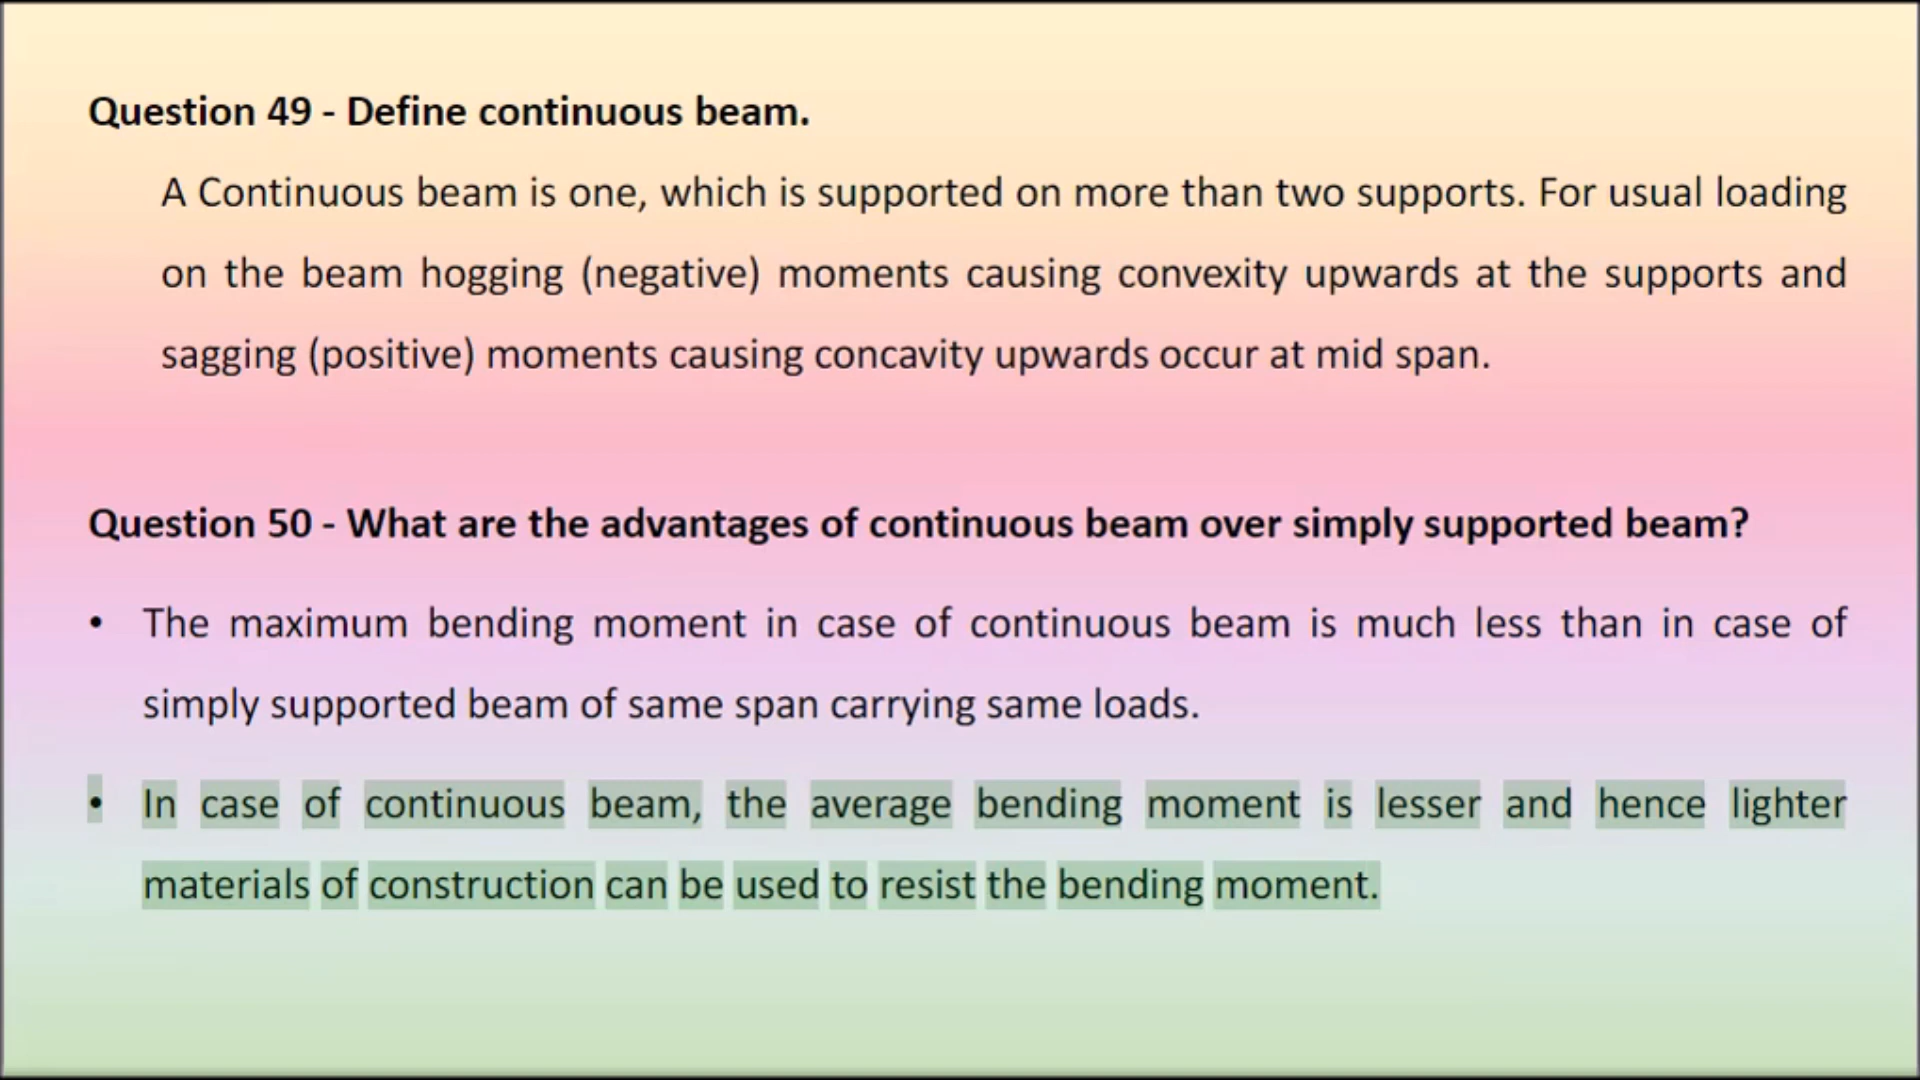 Question 49 - Define continuous beam.
A Continuous beam is one, which is supported on more than two supports. For usual loading
on the beam hogging (negative) moments causing convexity upwards at the supports and
sagging (positive) moments causing concavity upwards occur at mid span.
Question 50 - What are the advantages of continuous beam over simply supported beam?
• The maximum bending moment in case of continuous beam is much less than in case of
simply supported beam of same span carrying same loads.
• In case of continuous beam, the average bending moment is lesser and hence lighter
materials of construction can be used to resist the bending moment.